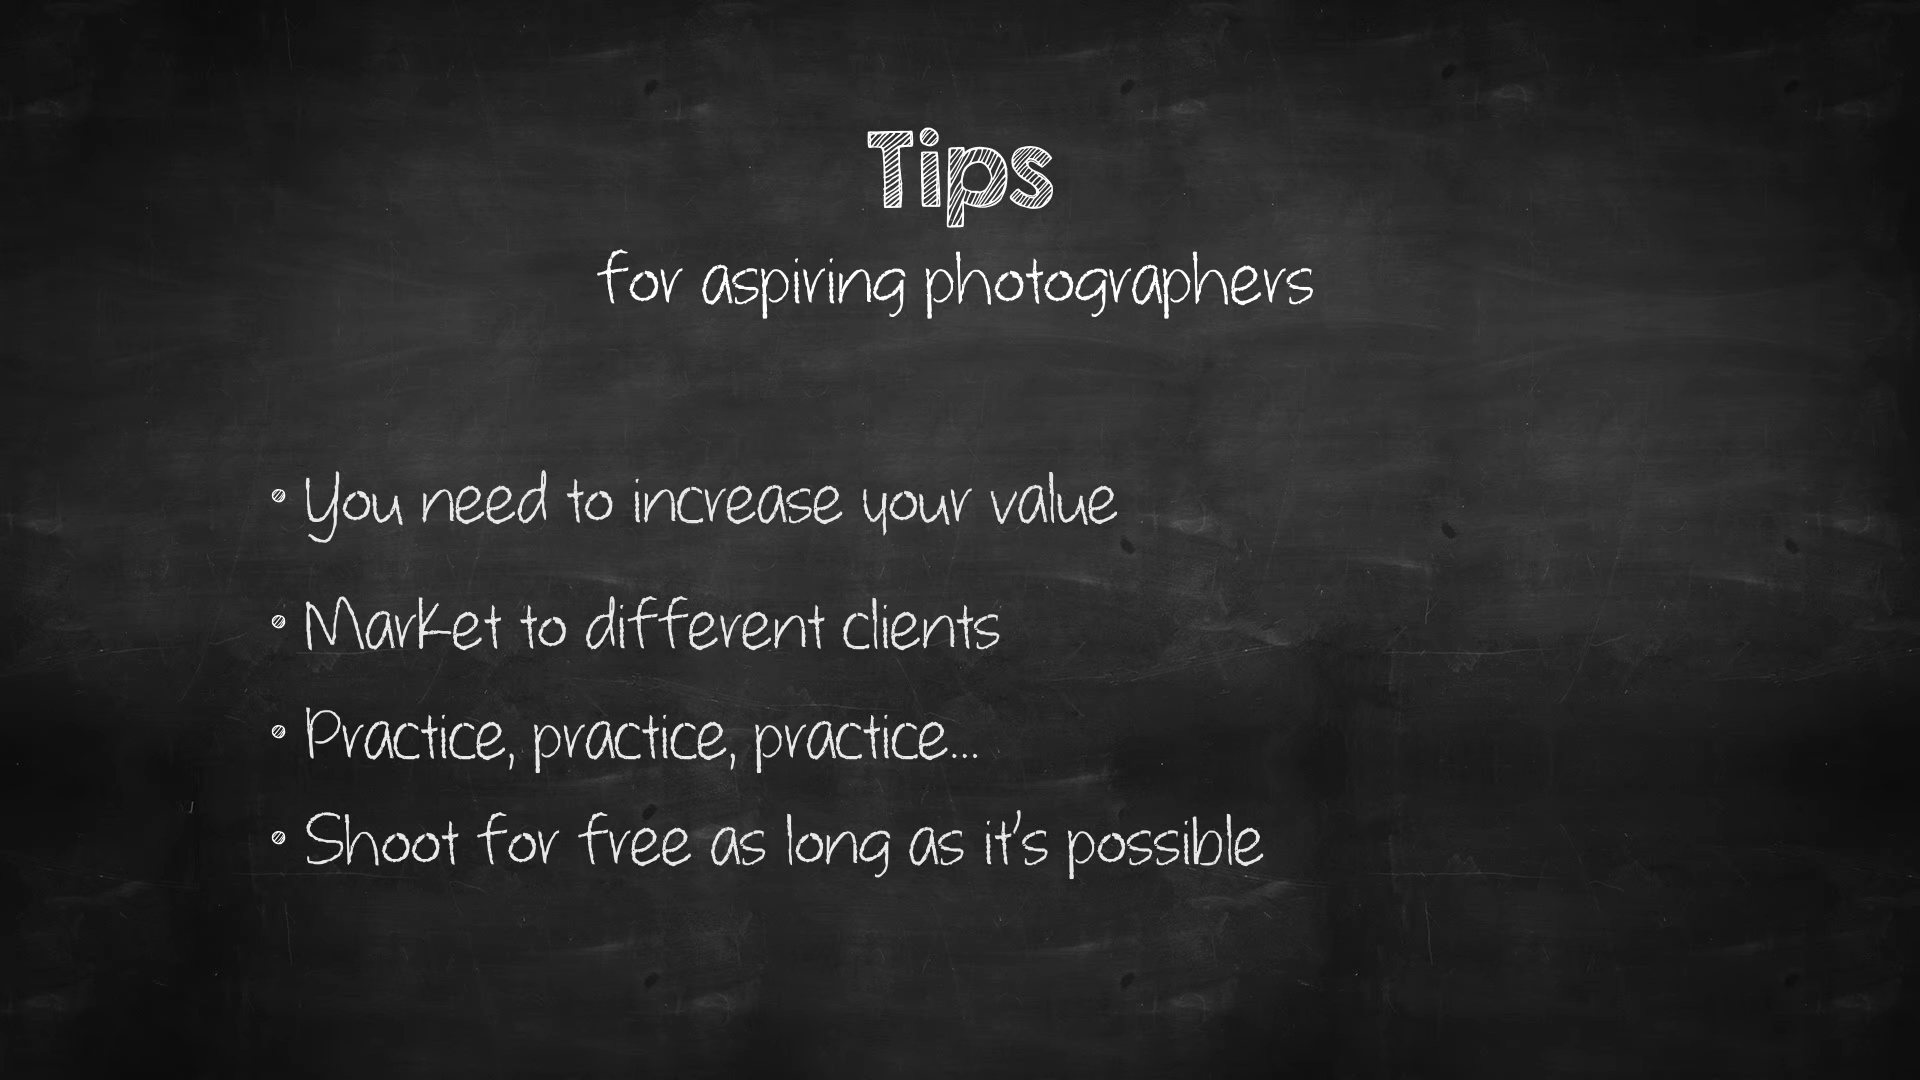 Tips
for aspiring photographers
• You need to increase your value
• Market to different clients
• Practice, practice, practice...
• Shoot for free as long as it's possible